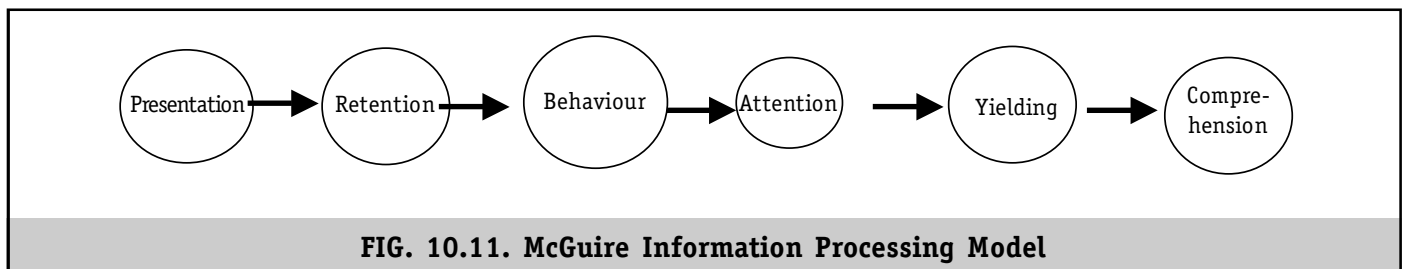 Presentation
Retention
Behaviour
Attention
Yielding
Compre-
hension
FIG. 10.11. McGuire Information Processing Model